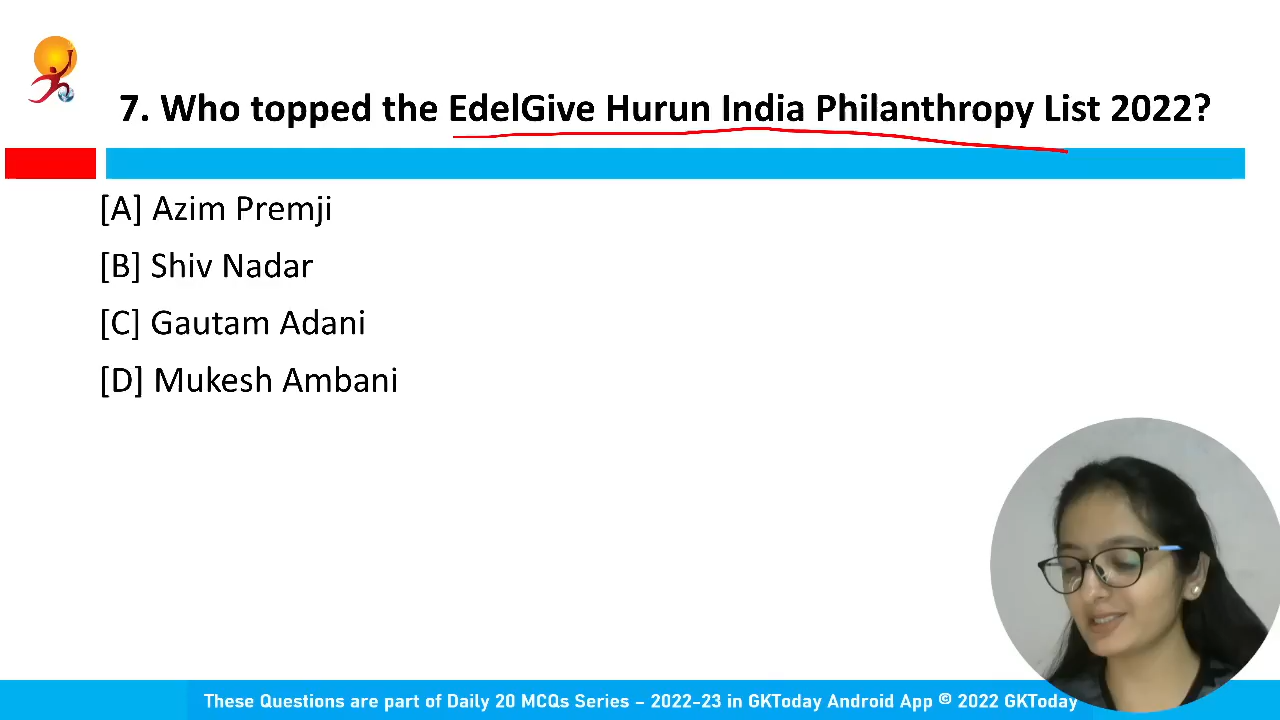 7. Who topped the EdelGive Hurun India Philanthropy List 2022?
[A] Azim Premji
[B] Shiv Nadar
[C] Gautam Adani
[D] Mukesh Ambani
These Questions are part of Daily 20 MCQs Series – 2022-23 in GKToday Android App © 2022 GKToday